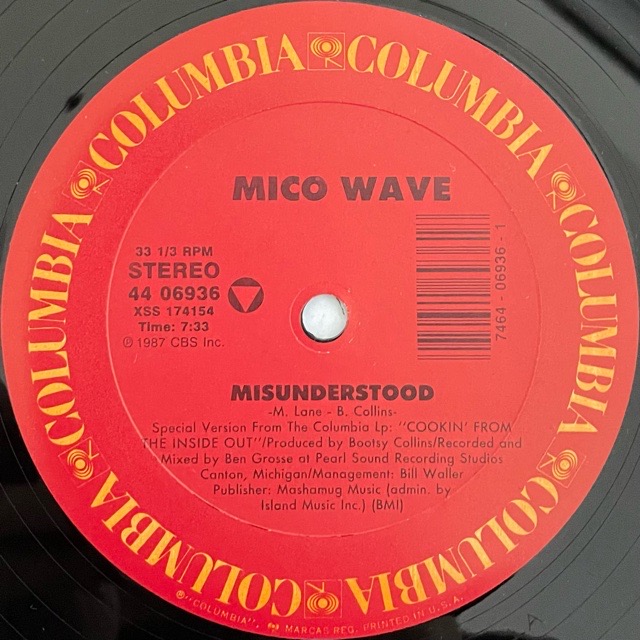 COLUMBIA COLUMBIA COLUMBIA COLUMBIA COLUMBIA COLUMBIA COLUMBIA
MICO WAVE
33 1/3 RPM
STEREO
44 06936
XSS 174154
Time: 7:33
℗ 1987 CBS Inc.
7464 - 06936 - 1
MISUNDERSTOOD
-M. Lane - B. Collins-
Special Version From The Columbia Lp: "COOKIN' FROM
THE INSIDE OUT"/Produced by Bootsy Collins/Recorded and
Mixed by Ben Grosse at Pearl Sound Recording Studios
Canton, Michigan/Management: Bill Waller
Publisher: Mashamug Music (admin. by
Island Music Inc.) (BMI)
®"COLUMBIA", MARCAS REG. PRINTED IN U.S.A.